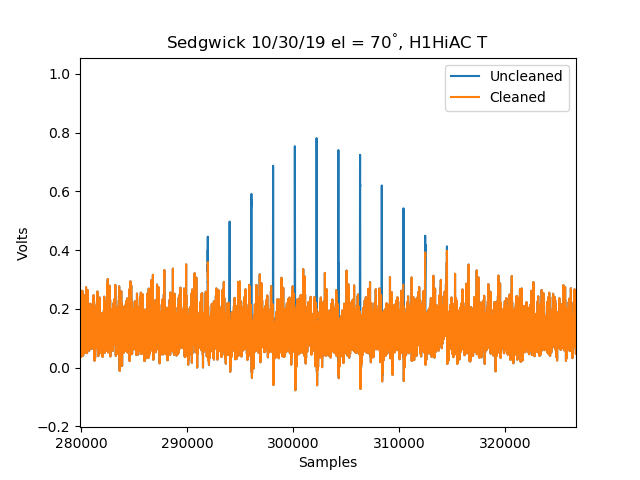 Sedgwick 10/30/19 el = 70°, H1HiAC T
Uncleaned
Cleaned
1.0
0.8
0.6
0.4
0.2
0.0
−0.2
Volts
280000 290000 300000 310000 320000
Samples